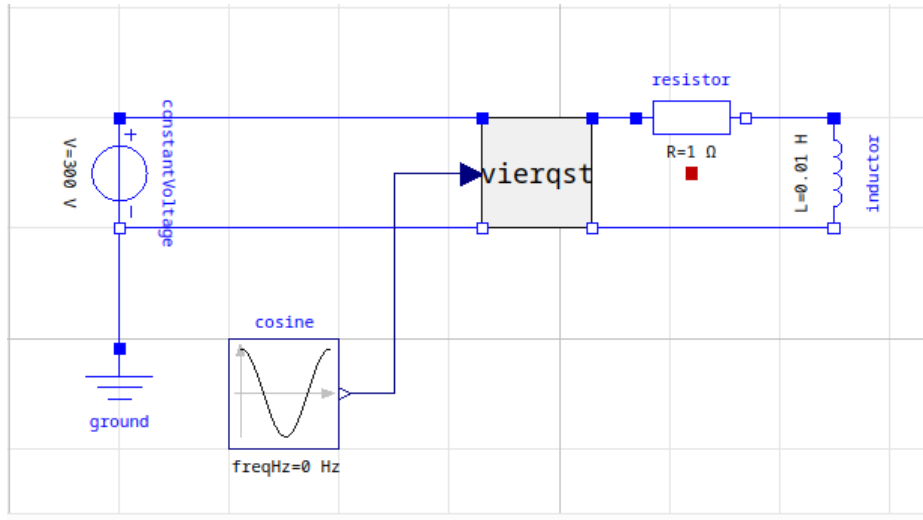 resistor
constantVoltage
+
V=300 V
−
vierqst
R=1 Ω
L=0.01 H
inductor
cosine
ground
freqHz=0 Hz